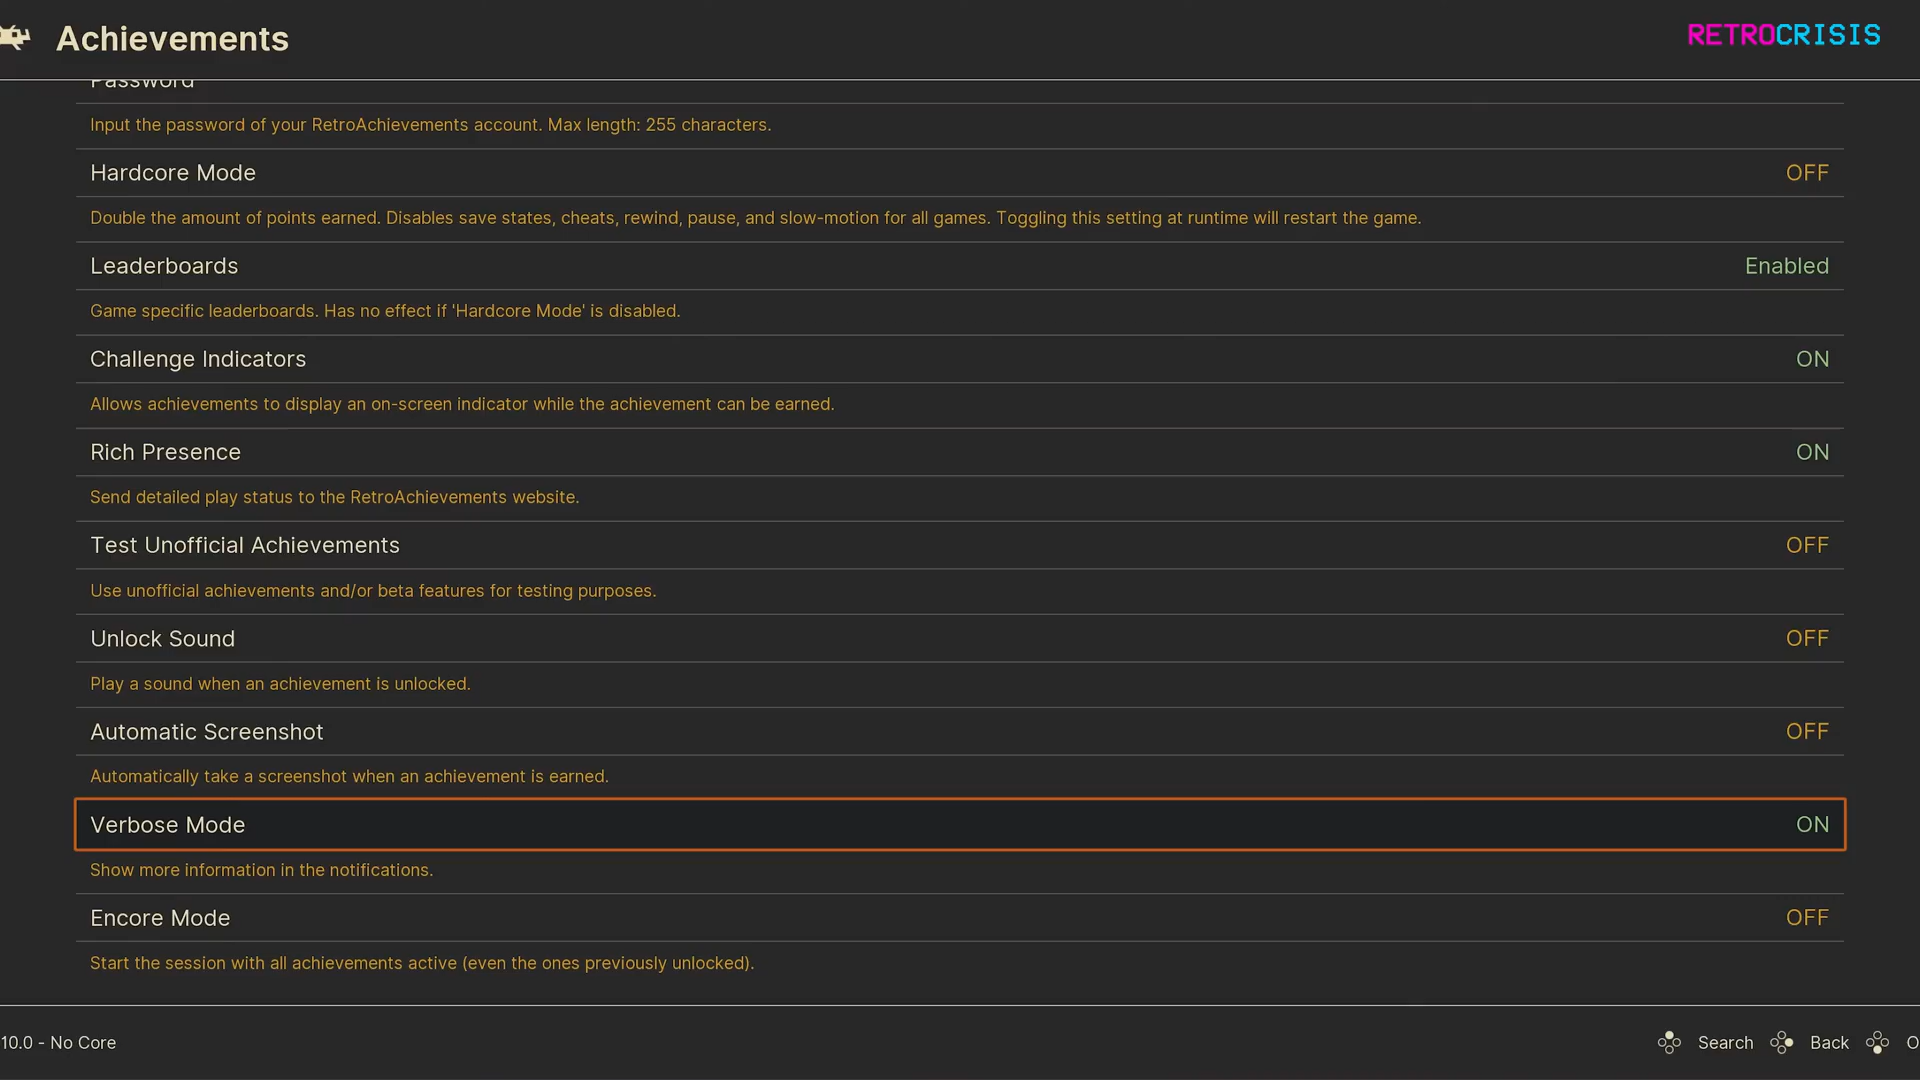 Achievements
RETROCRISIS
Password
Input the password of your RetroAchievements account. Max length: 255 characters.
Hardcore Mode OFF
Double the amount of points earned. Disables save states, cheats, rewind, pause, and slow-motion for all games. Toggling this setting at runtime will restart the game.
Leaderboards Enabled
Game specific leaderboards. Has no effect if 'Hardcore Mode' is disabled.
Challenge Indicators ON
Allows achievements to display an on-screen indicator while the achievement can be earned.
Rich Presence ON
Send detailed play status to the RetroAchievements website.
Test Unofficial Achievements OFF
Use unofficial achievements and/or beta features for testing purposes.
Unlock Sound OFF
Play a sound when an achievement is unlocked.
Automatic Screenshot OFF
Automatically take a screenshot when an achievement is earned.
Verbose Mode ON
Show more information in the notifications.
Encore Mode OFF
Start the session with all achievements active (even the ones previously unlocked).
10.0 - No Core Search Back